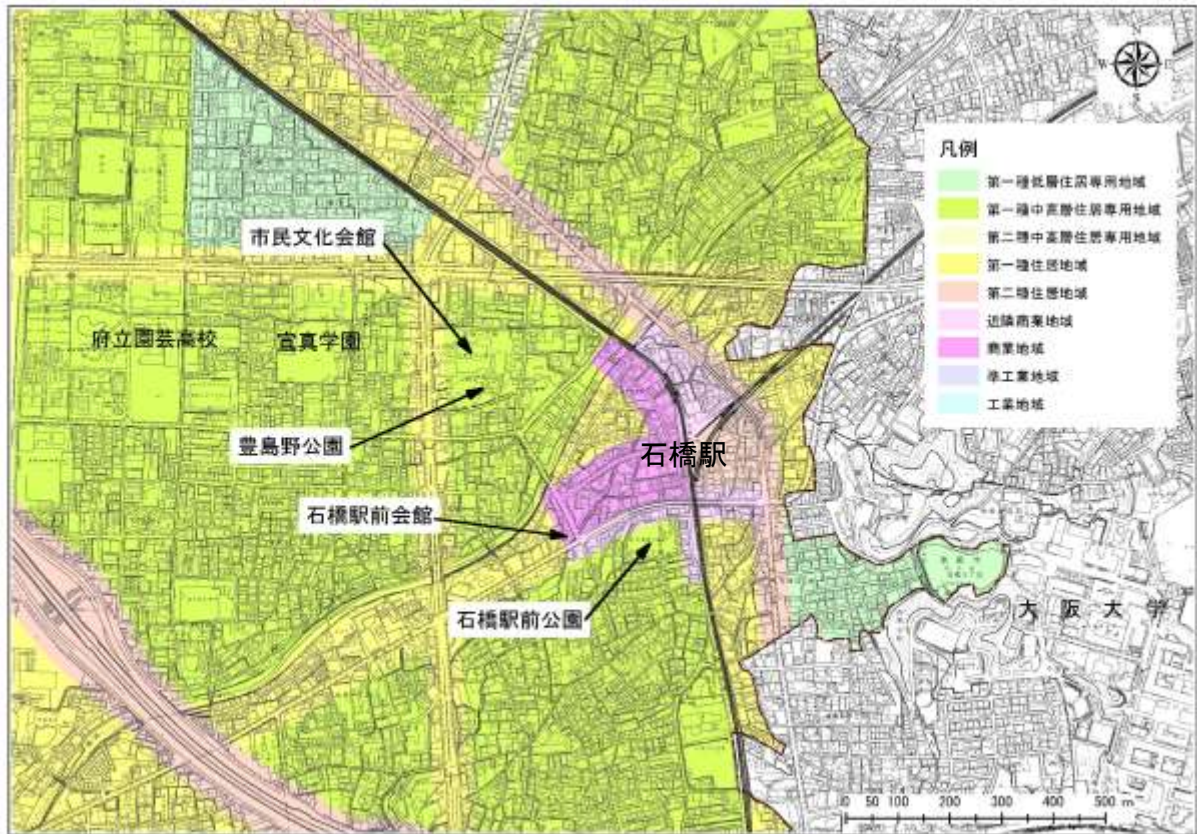 N
W
E
S
凡例
第一種低層住居専用地域
第一種中高層住居専用地域
第二種中高層住居専用地域
第一種住居地域
第二種住居地域
近隣商業地域
商業地域
準工業地域
工業地域
市民文化会館
府立園芸高校
宣真学園
豊島野公園
石橋駅
石橋駅前会館
石橋駅前公園
大阪大学
0 50 100 200 300 400 500 m